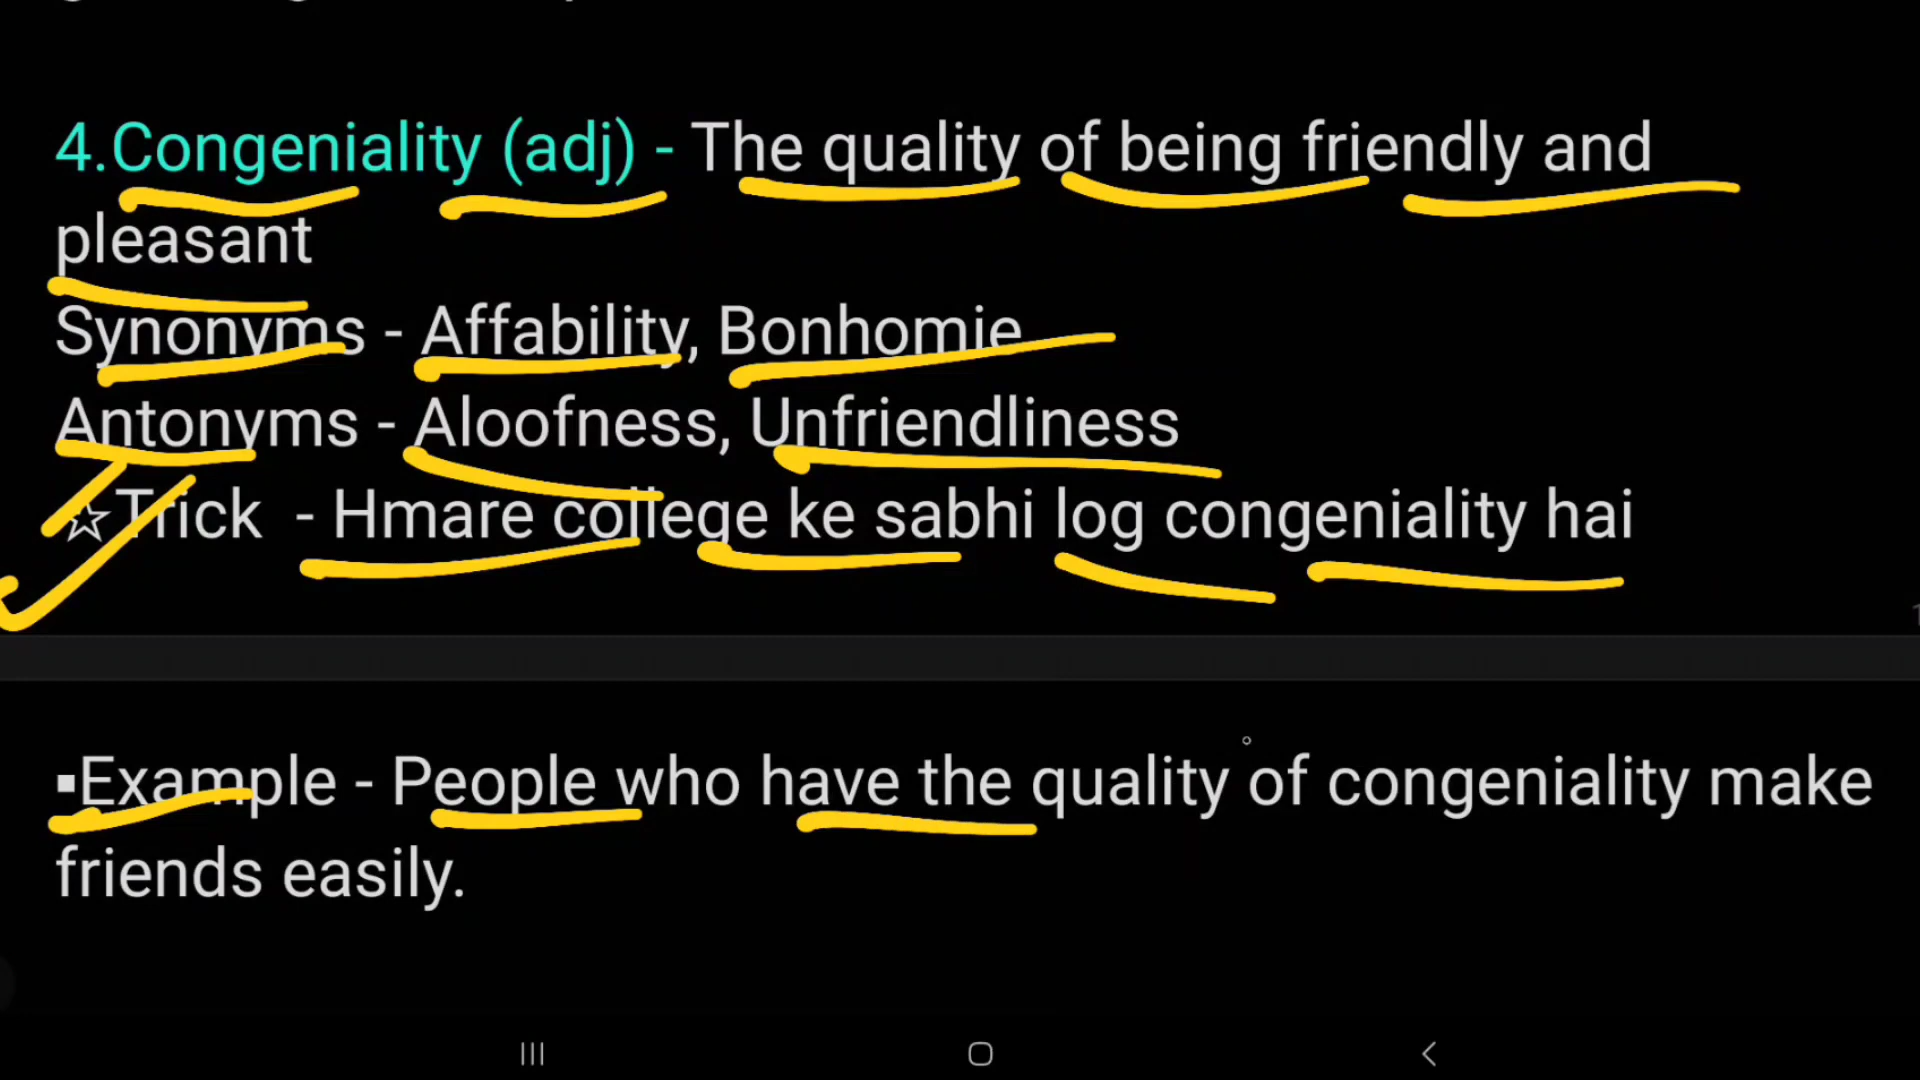 4.Congeniality (adj) - The quality of being friendly and
pleasant
Synonyms - Affability, Bonhomie
Antonyms - Aloofness, Unfriendliness
☆Trick - Hmare college ke sabhi log congeniality hai
▪Example - People who have the quality of congeniality make
friends easily.